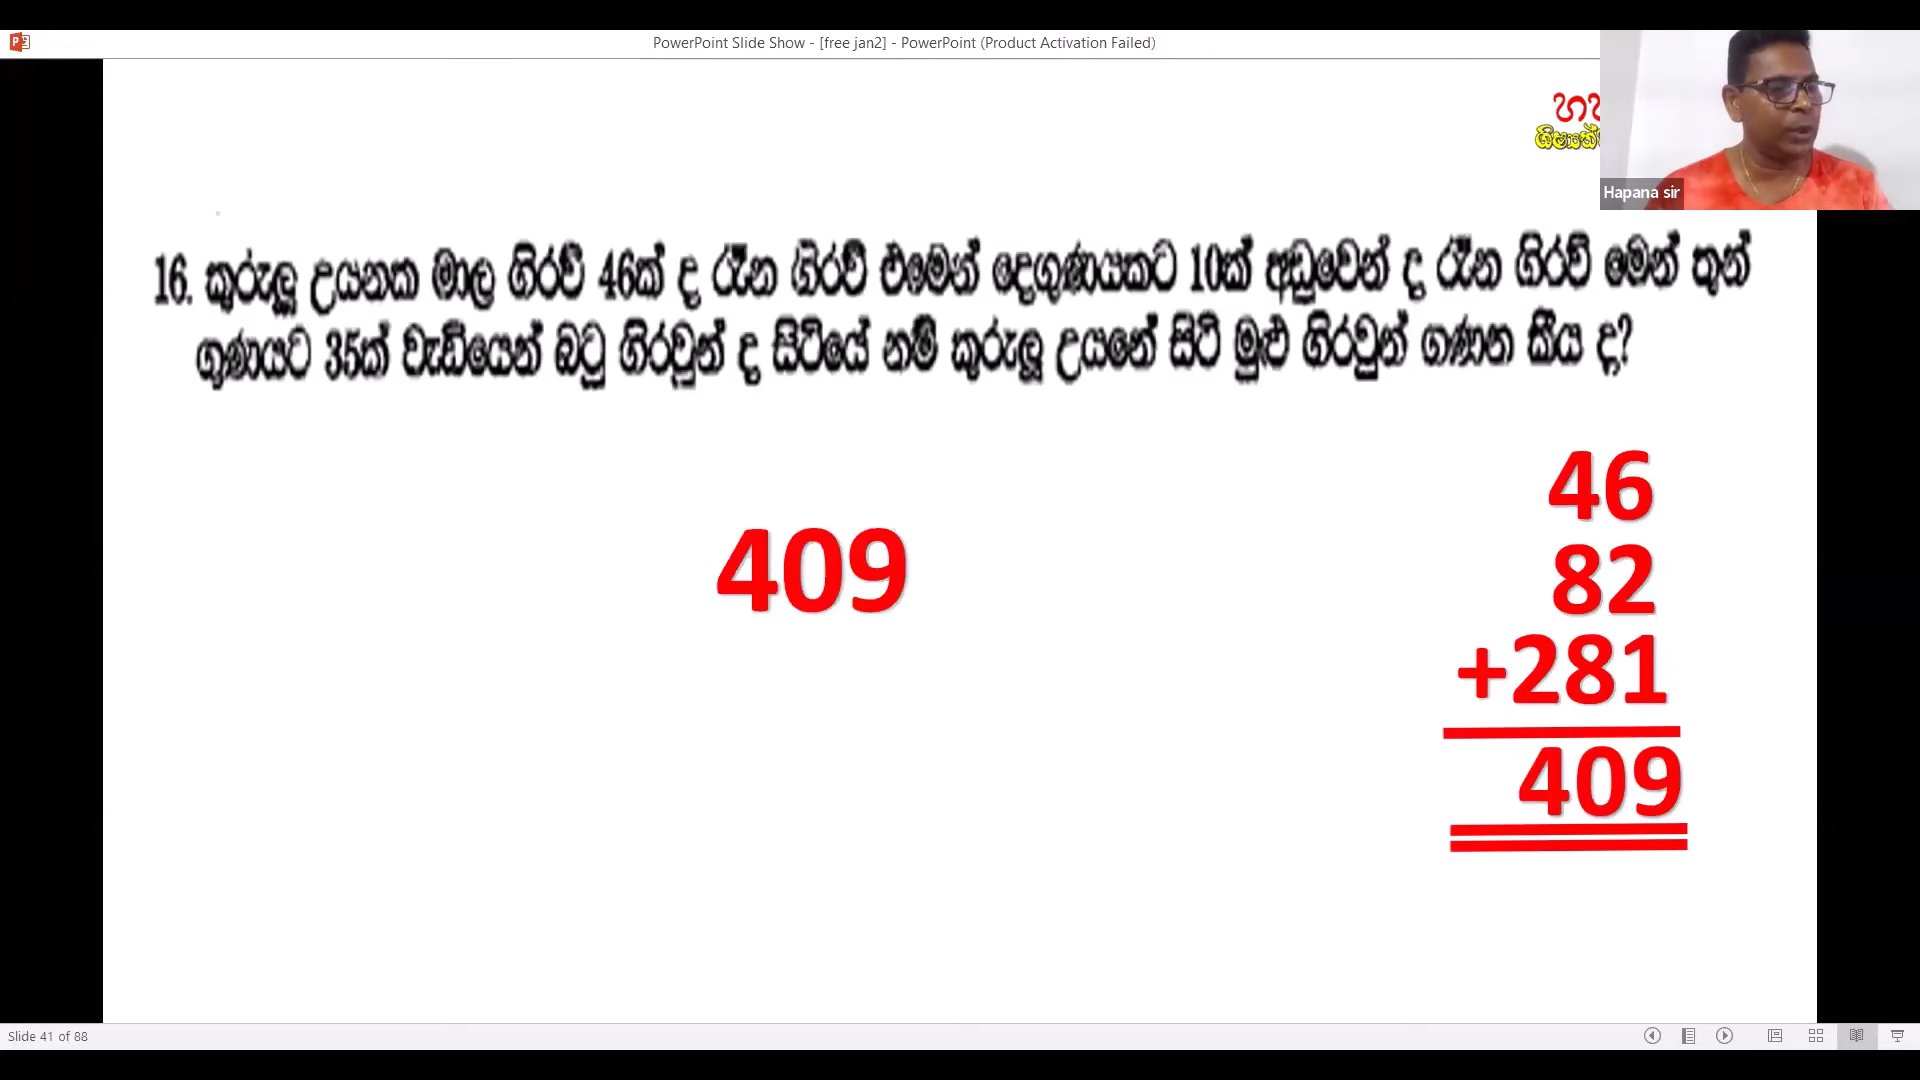 PowerPoint Slide Show - [free jan2] - PowerPoint (Product Activation Failed)
Hapana sir
16. කුරුලු උයනක මාල ගිරව් 46ක් ද රෑන ගිරව් එමෙන් දෙගුණයකට 10ක් අඩුවෙන් ද රෑන ගිරව් මෙන් තුන්
ගුණයට 35ක් වැඩියෙන් බටු ගිරවුන් ද සිටියේ නම් කුරුලු උයනේ සිටි මුළු ගිරවුන් ගණන කීය ද?
46
82
409
+281
409
Slide 41 of 88